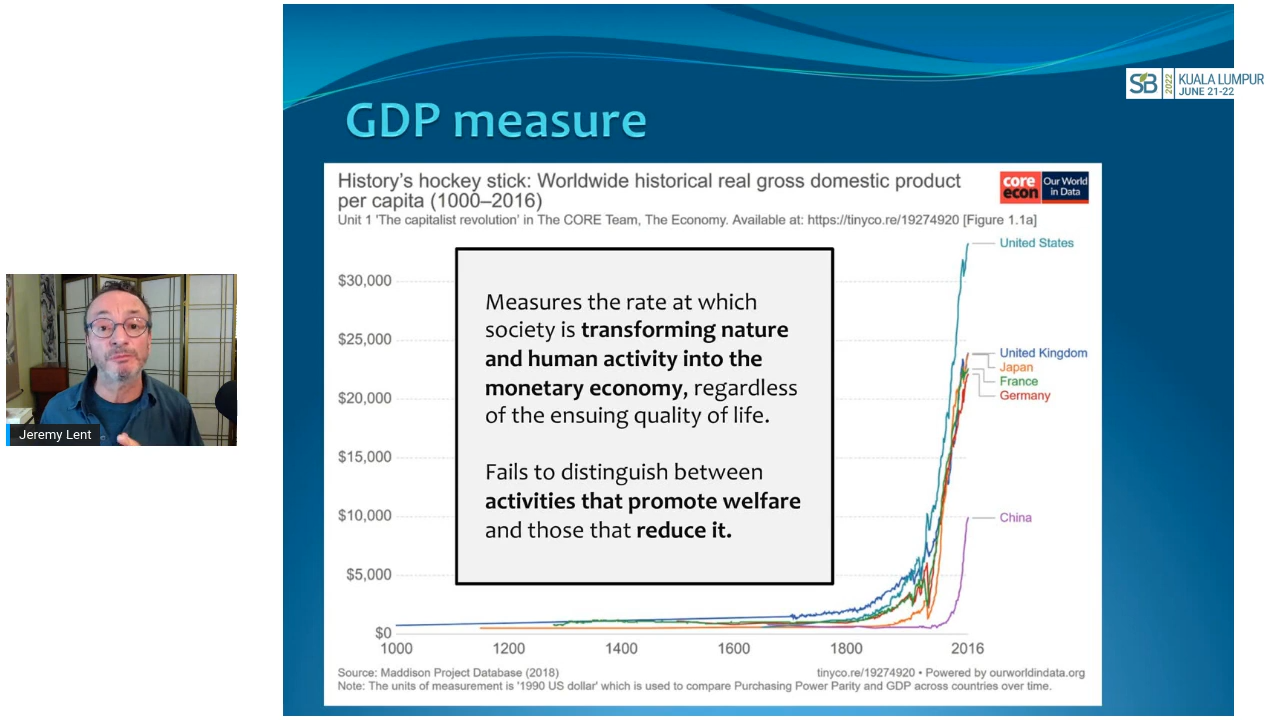 GDP measure
SB 2022 KUALA LUMPUR
JUNE 21-22
History's hockey stick: Worldwide historical real gross domestic product
per capita (1000–2016)
core
econ
Our World
in Data
Unit 1 'The capitalist revolution' in The CORE Team, The Economy. Available at: https://tinyco.re/19274920 [Figure 1.1a]
United States
$30,000
$25,000
$20,000
$15,000
$10,000
$5,000
$0
Measures the rate at which
society is transforming nature
and human activity into the
monetary economy, regardless
of the ensuing quality of life.
Fails to distinguish between
activities that promote welfare
and those that reduce it.
United Kingdom
Japan
France
Germany
China
1000
1200
1400
1600
1800
2016
Source: Maddison Project Database (2018)
tinyco.re/19274920 • Powered by ourworldindata.org
Note: The units of measurement is '1990 US dollar' which is used to compare Purchasing Power Parity and GDP across countries over time.
Jeremy Lent